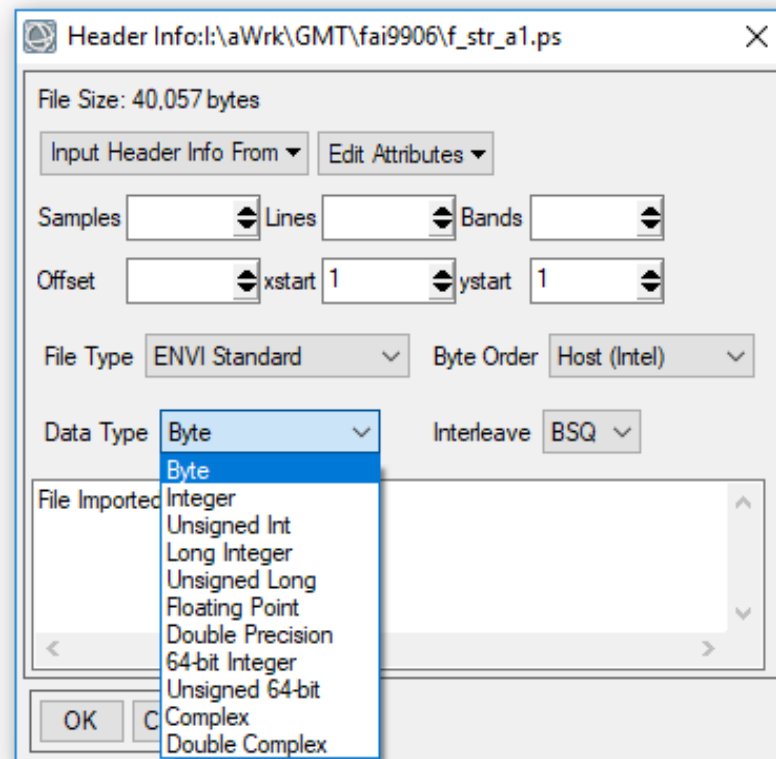 Header Info:I:\aWrk\GMT\fai9906\f_str_a1.ps
File Size: 40,057 bytes
Input Header Info From Edit Attributes
Samples Lines Bands
Offset xstart 1 ystart 1
File Type ENVI Standard Byte Order Host (Intel)
Data Type Byte Interleave BSQ
Byte
File Imported Integer
Unsigned Int
Long Integer
Unsigned Long
Floating Point
Double Precision
64-bit Integer
Unsigned 64-bit
OK C Complex
Double Complex